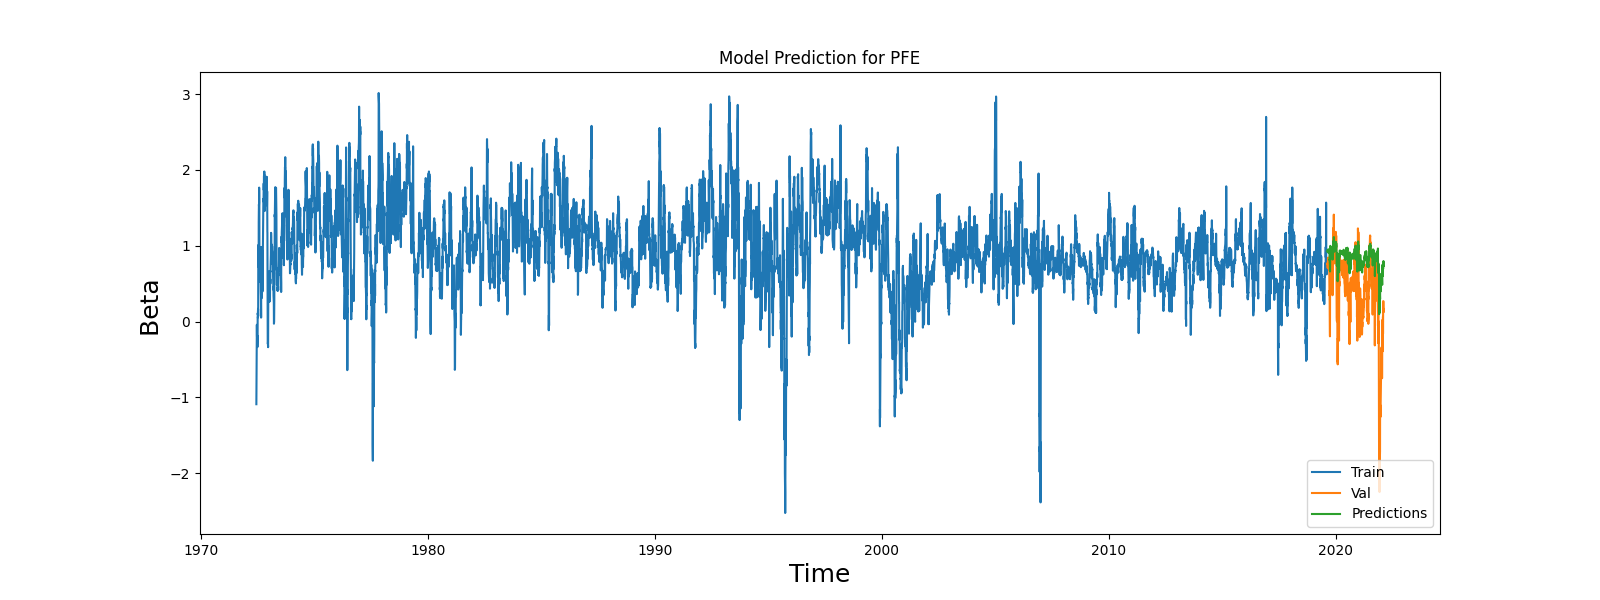 Model Prediction for PFE
3
2
1
0
−1
−2
Beta
1970
1980
1990
2000
2010
2020
Time
Train
Val
Predictions